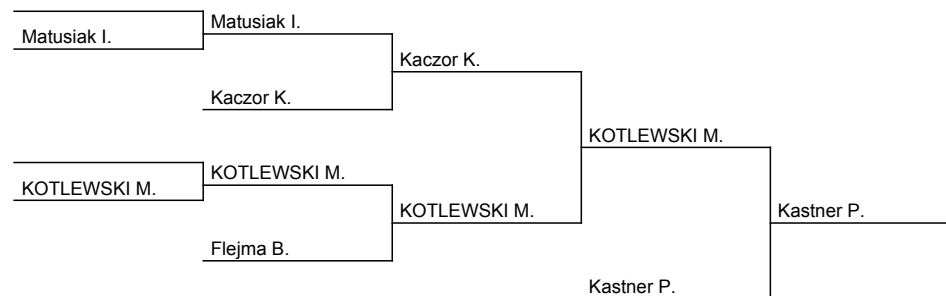 Matusiak I.
Matusiak I.
Kaczor K.
Kaczor K.
KOTLEWSKI M.
KOTLEWSKI M.
KOTLEWSKI M.
KOTLEWSKI M.
Kastner P.
Flejma B.
Kastner P.